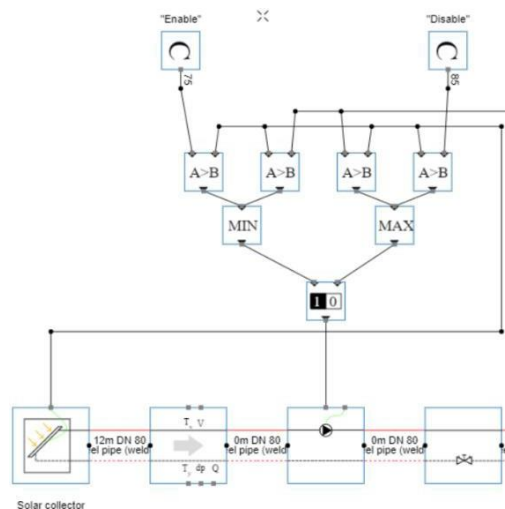 "Enable"
"Disable"
C
C
75
85
A>B
A>B
A>B
A>B
MIN
MAX
1 0
12m DN 80
el pipe (weld
0m DN 80
el pipe (weld
0m DN 80
el pipe (weld
V
dp Q
Solar collector